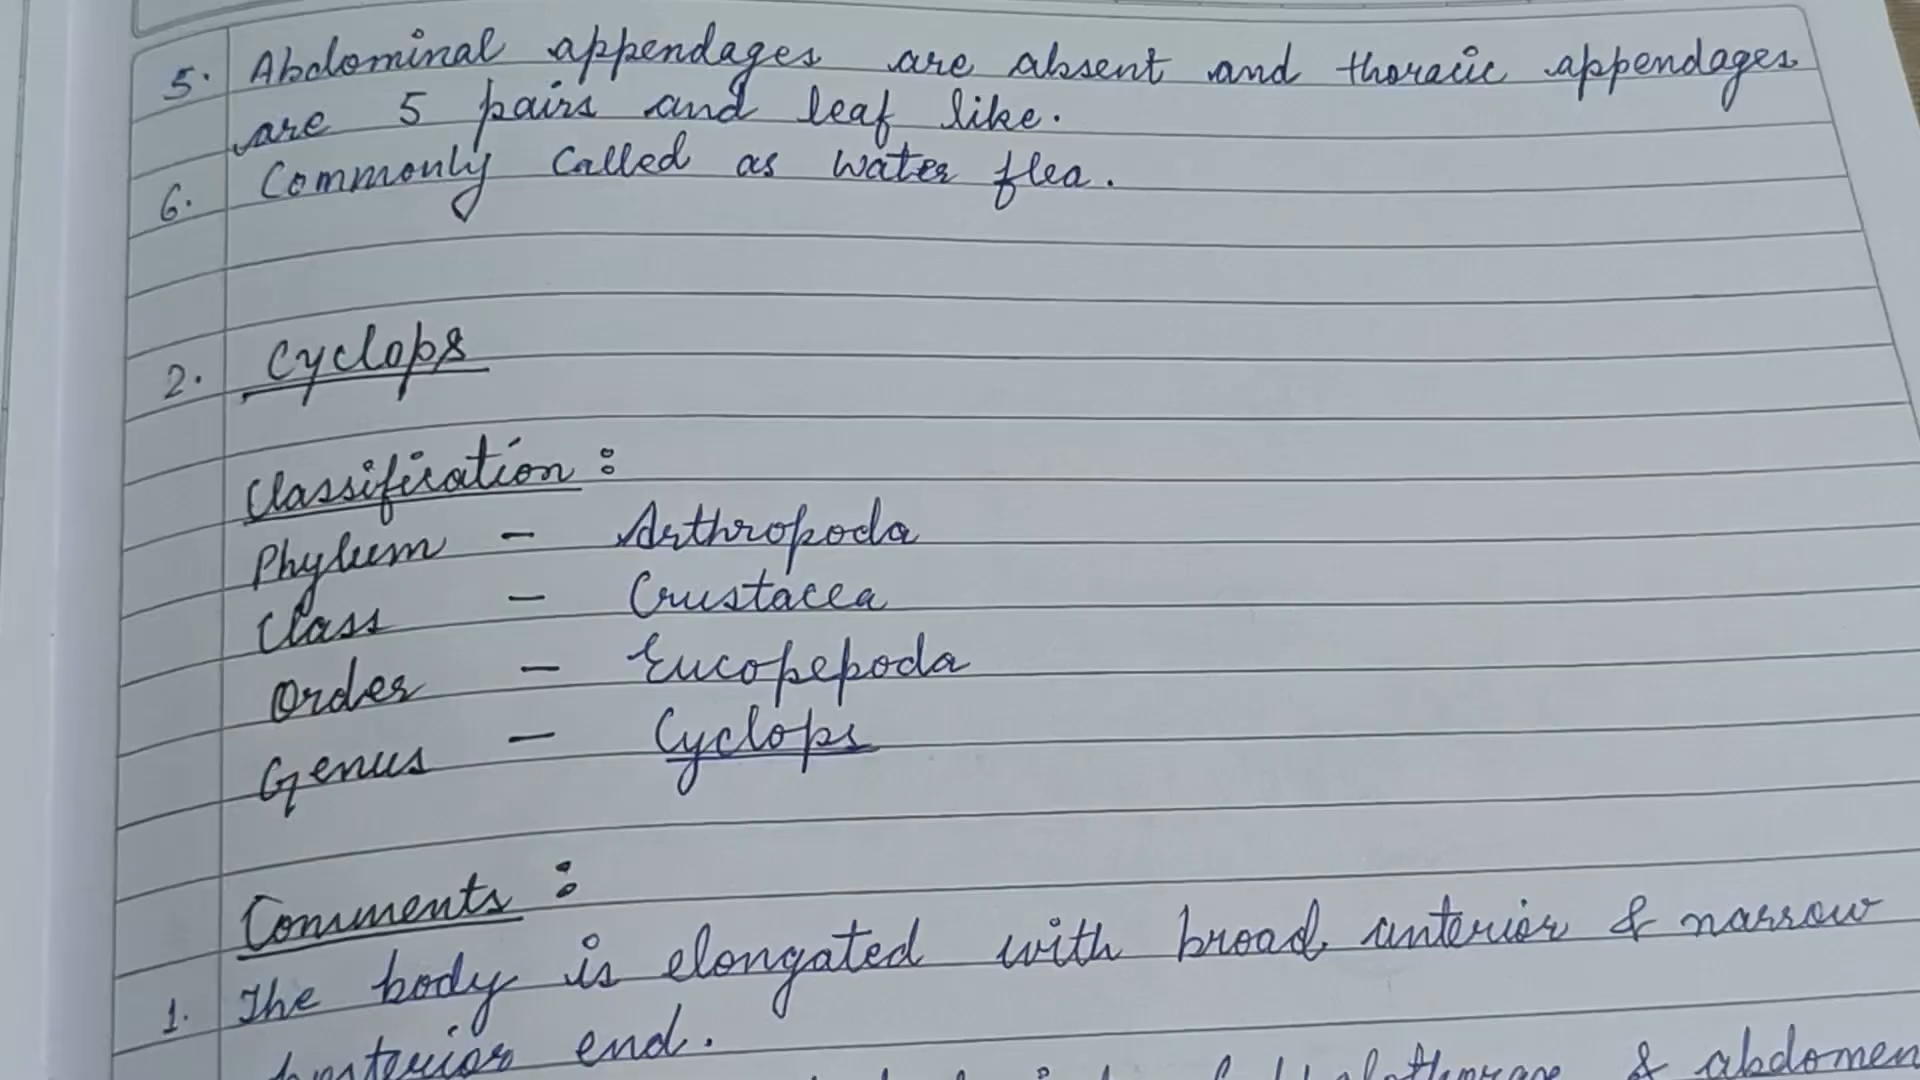 5. Abdominal appendages are absent and thoracic appendages
are 5 pairs and leaf like.
6. Commonly Called as water flea.
2. Cyclops
Classification :
Phylum - Arthropoda
Class - Crustacea
Order - Eucopepoda
Genus - Cyclops
Comments :
1. The body is elongated with broad anterior & narrow
posterior end.
& abdomen